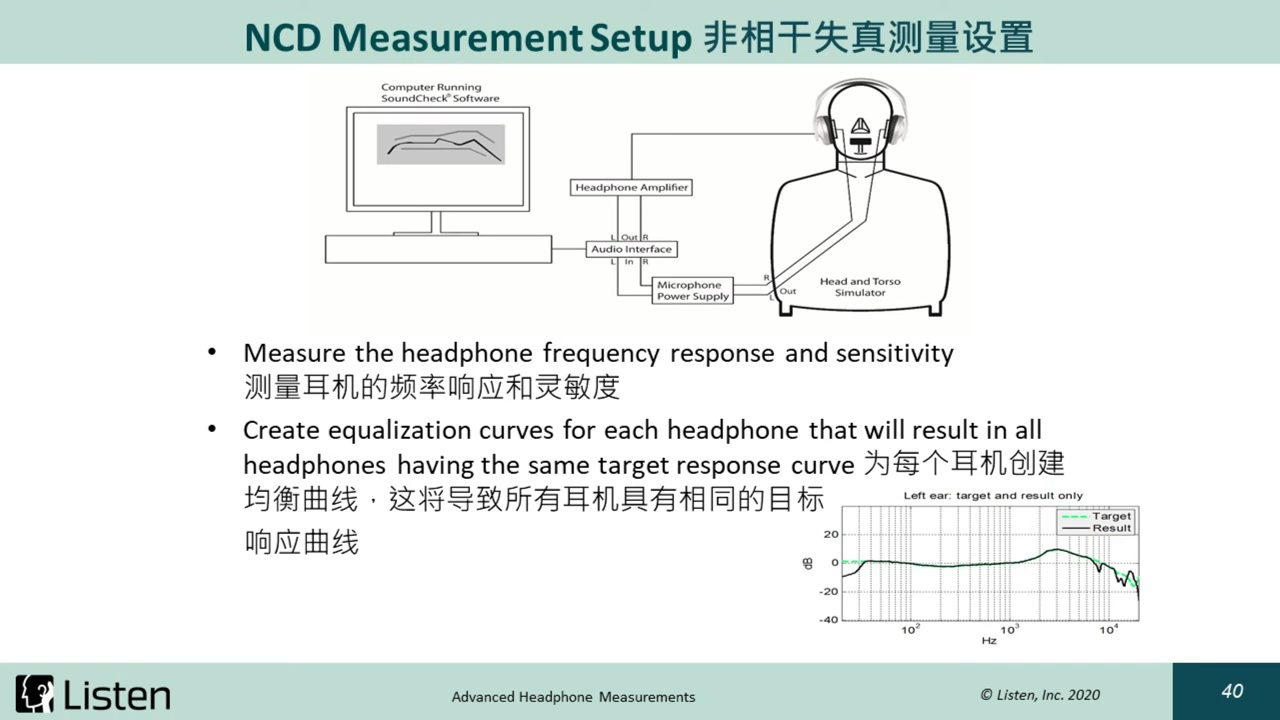 NCD Measurement Setup 非相干失真测量设置
Computer Running
SoundCheck® Software
Headphone Amplifier
L Out R
Audio Interface
L In R
Microphone
Power Supply
R
Out
L
Head and Torso
Simulator
• Measure the headphone frequency response and sensitivity
测量耳机的频率响应和灵敏度
• Create equalization curves for each headphone that will result in all
headphones having the same target response curve 为每个耳机创建
均衡曲线，这将导致所有耳机具有相同的目标
响应曲线
Left ear: target and result only
Target
Result
dB
20
0
-20
-40
10² 10³ 10⁴
Hz
Listen
Advanced Headphone Measurements
© Listen, Inc. 2020
40